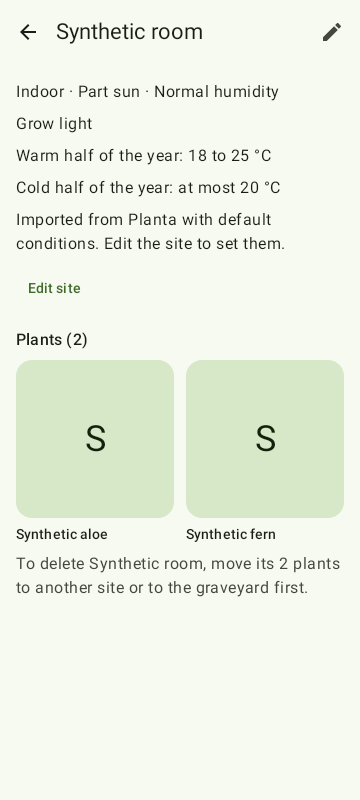 Synthetic room
Indoor · Part sun · Normal humidity
Grow light
Warm half of the year: 18 to 25 °C
Cold half of the year: at most 20 °C
Imported from Planta with default
conditions. Edit the site to set them.
Edit site
Plants (2)
S
S
Synthetic aloe
Synthetic fern
To delete Synthetic room, move its 2 plants
to another site or to the graveyard first.